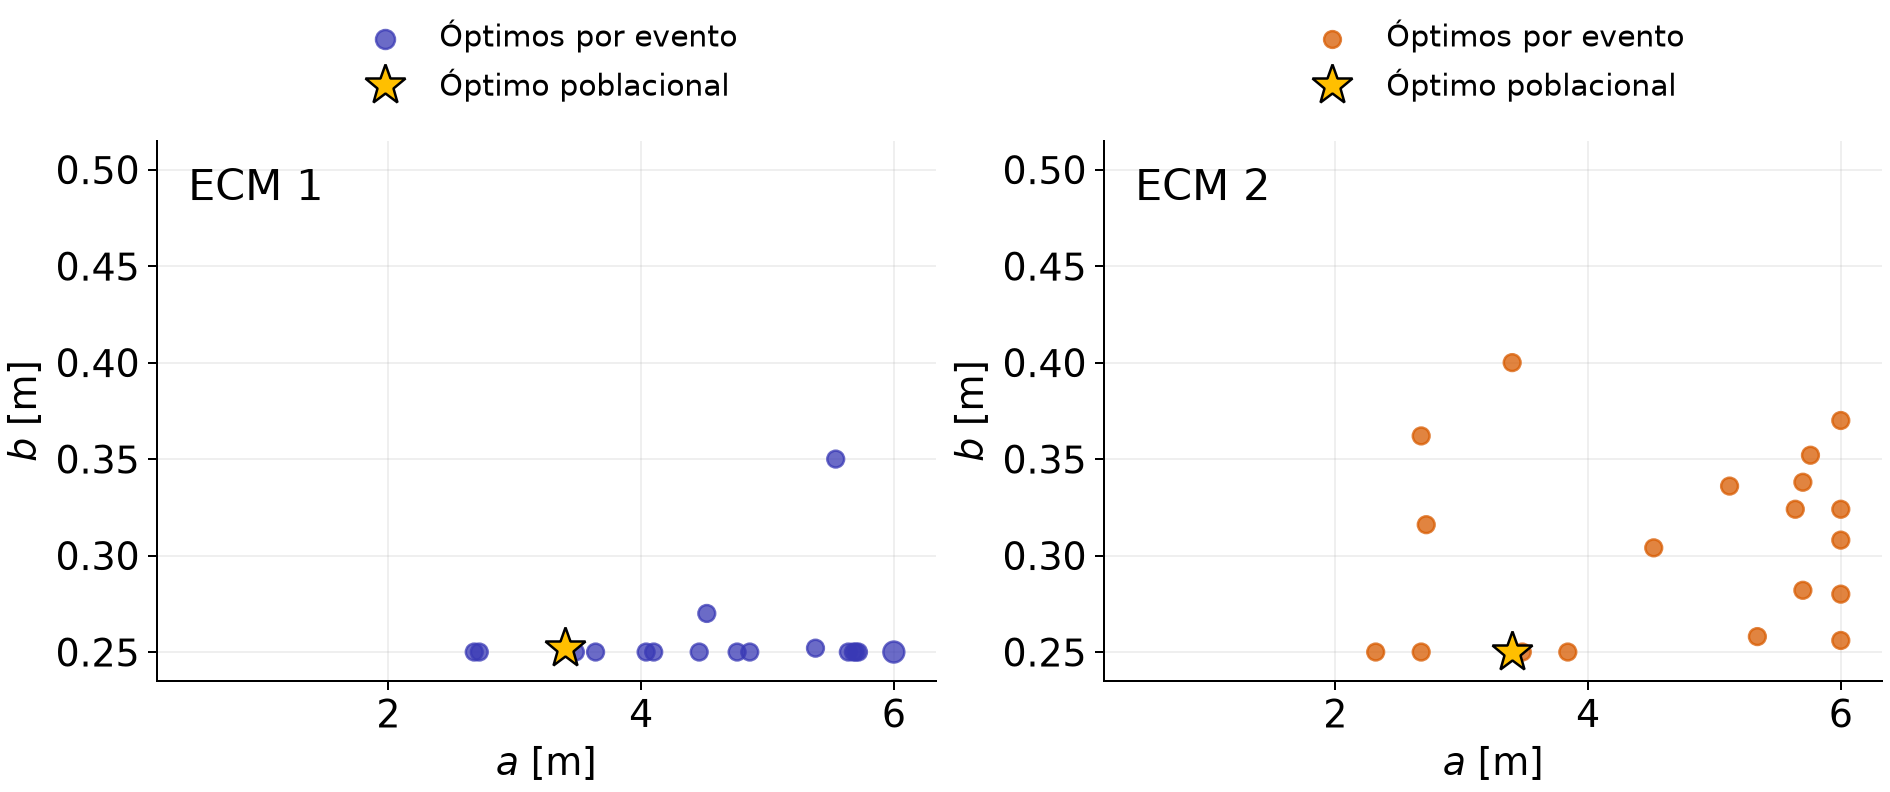 Óptimos por evento
Óptimo poblacional
ECM 1
0.50
0.45
0.40
0.35
0.30
0.25
b [m]
2 4 6
a [m]
Óptimos por evento
Óptimo poblacional
ECM 2
0.50
0.45
0.40
0.35
0.30
0.25
b [m]
2 4 6
a [m]